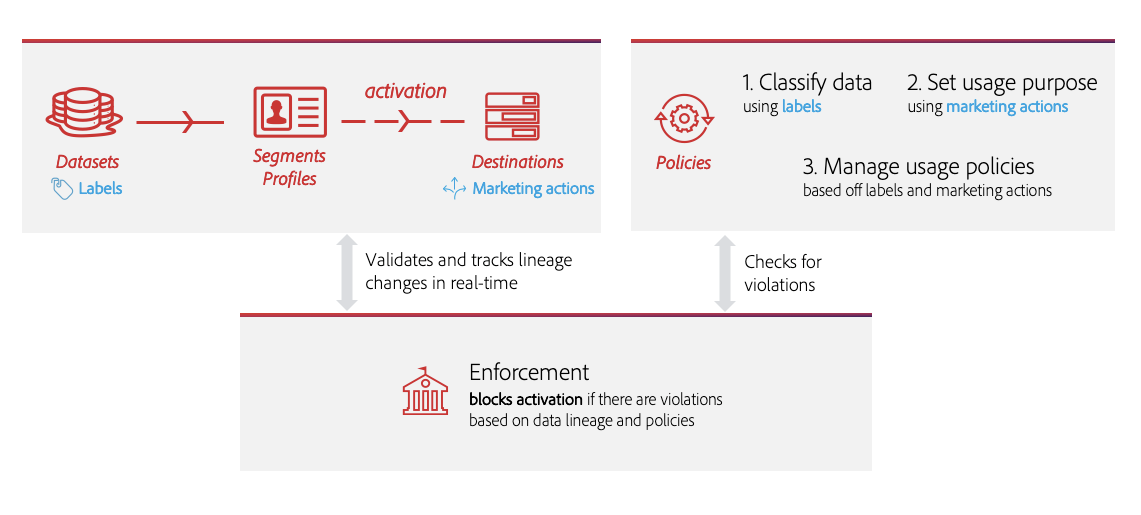 activation
Datasets
Labels
Segments
Profiles
Destinations
Marketing actions
Policies
1. Classify data
using labels
2. Set usage purpose
using marketing actions
3. Manage usage policies
based off labels and marketing actions
Validates and tracks lineage
changes in real-time
Checks for
violations
Enforcement
blocks activation if there are violations
based on data lineage and policies